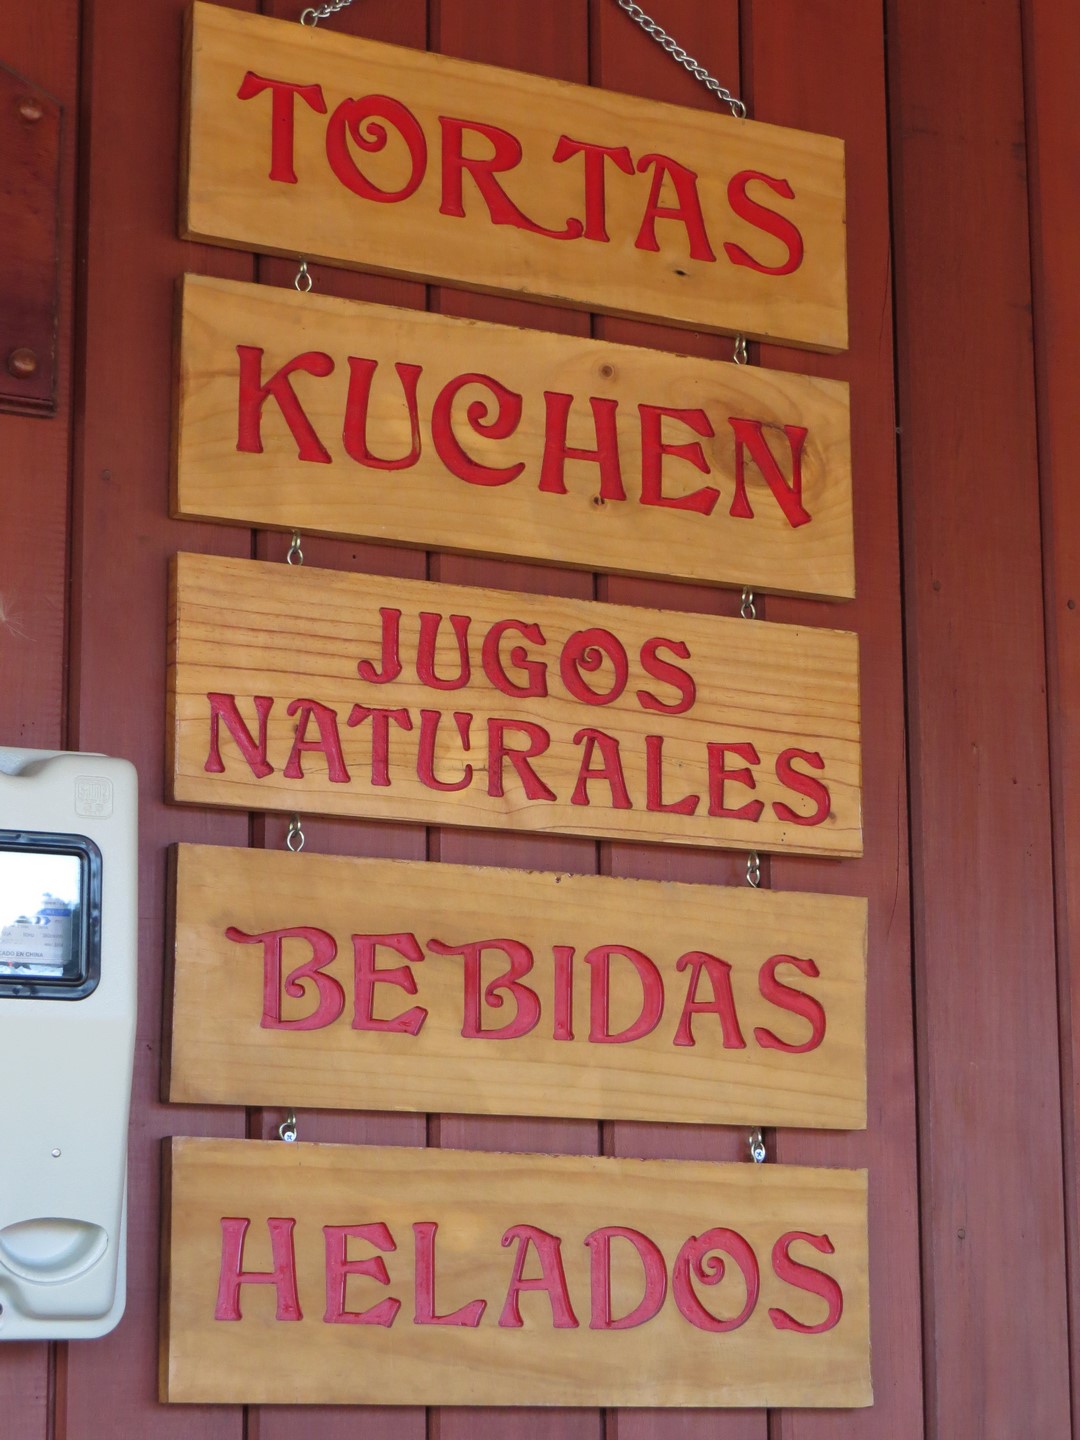 TORTAS
KUCHEN
JUGOS
NATURALES
BEBIDAS
HELADOS